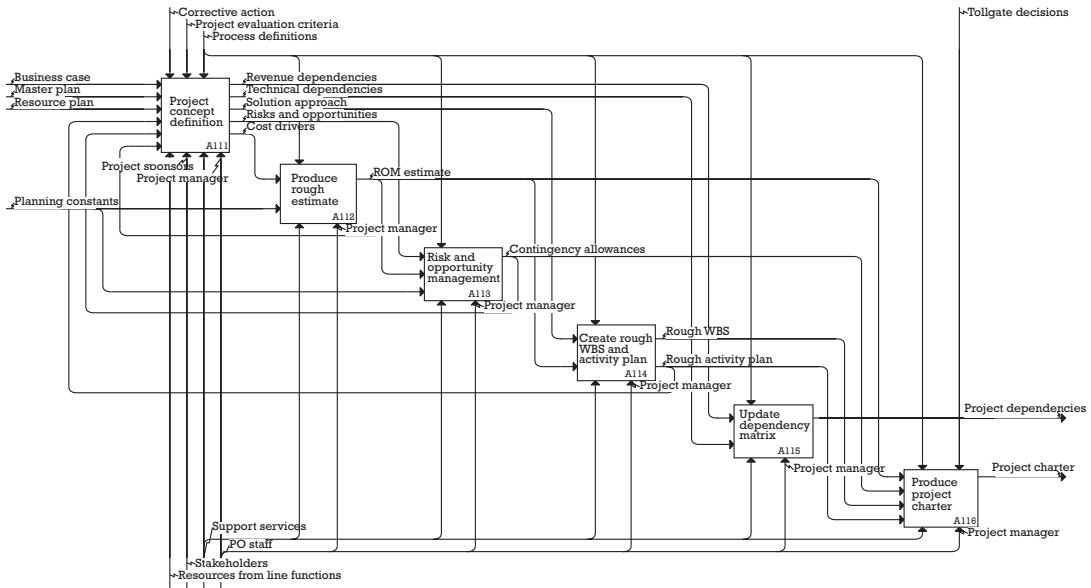 Corrective action
Project evaluation criteria
Process definitions
Tollgate decisions
Business case
Master plan
Resource plan
Project
concept
definition
A111
Revenue dependencies
Technical dependencies
Solution approach
Risks and opportunities
Cost drivers
Project sponsors
Project manager
Planning constants
Produce
rough
estimate
A112
ROM estimate
Project manager
Risk and
opportunity
management
A113
Contingency allowances
Project manager
Create rough
WBS and
activity plan
A114
Rough WBS
Rough activity plan
Project manager
Update
dependency
matrix
A115
Project dependencies
Project manager
Produce
project
charter
A116
Project charter
Project manager
Support services
PO staff
Stakeholders
Resources from line functions